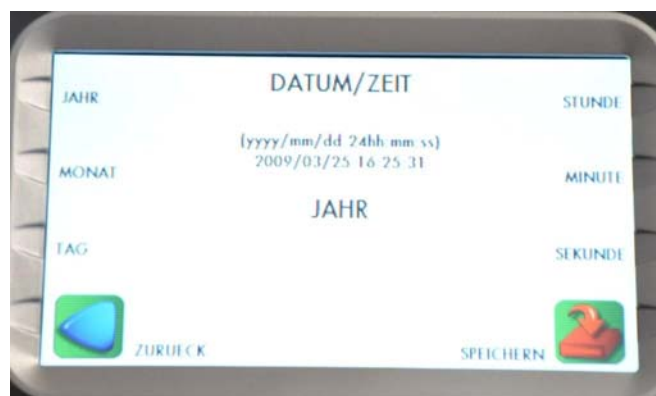 DATUM/ZEIT
JAHR
STUNDE
(yyyy/mm/dd 24hh mm ss)
2009/03/25 16 25 31
MONAT
MINUTE
JAHR
TAG
SEKUNDE
ZURUECK
SPEICHERN